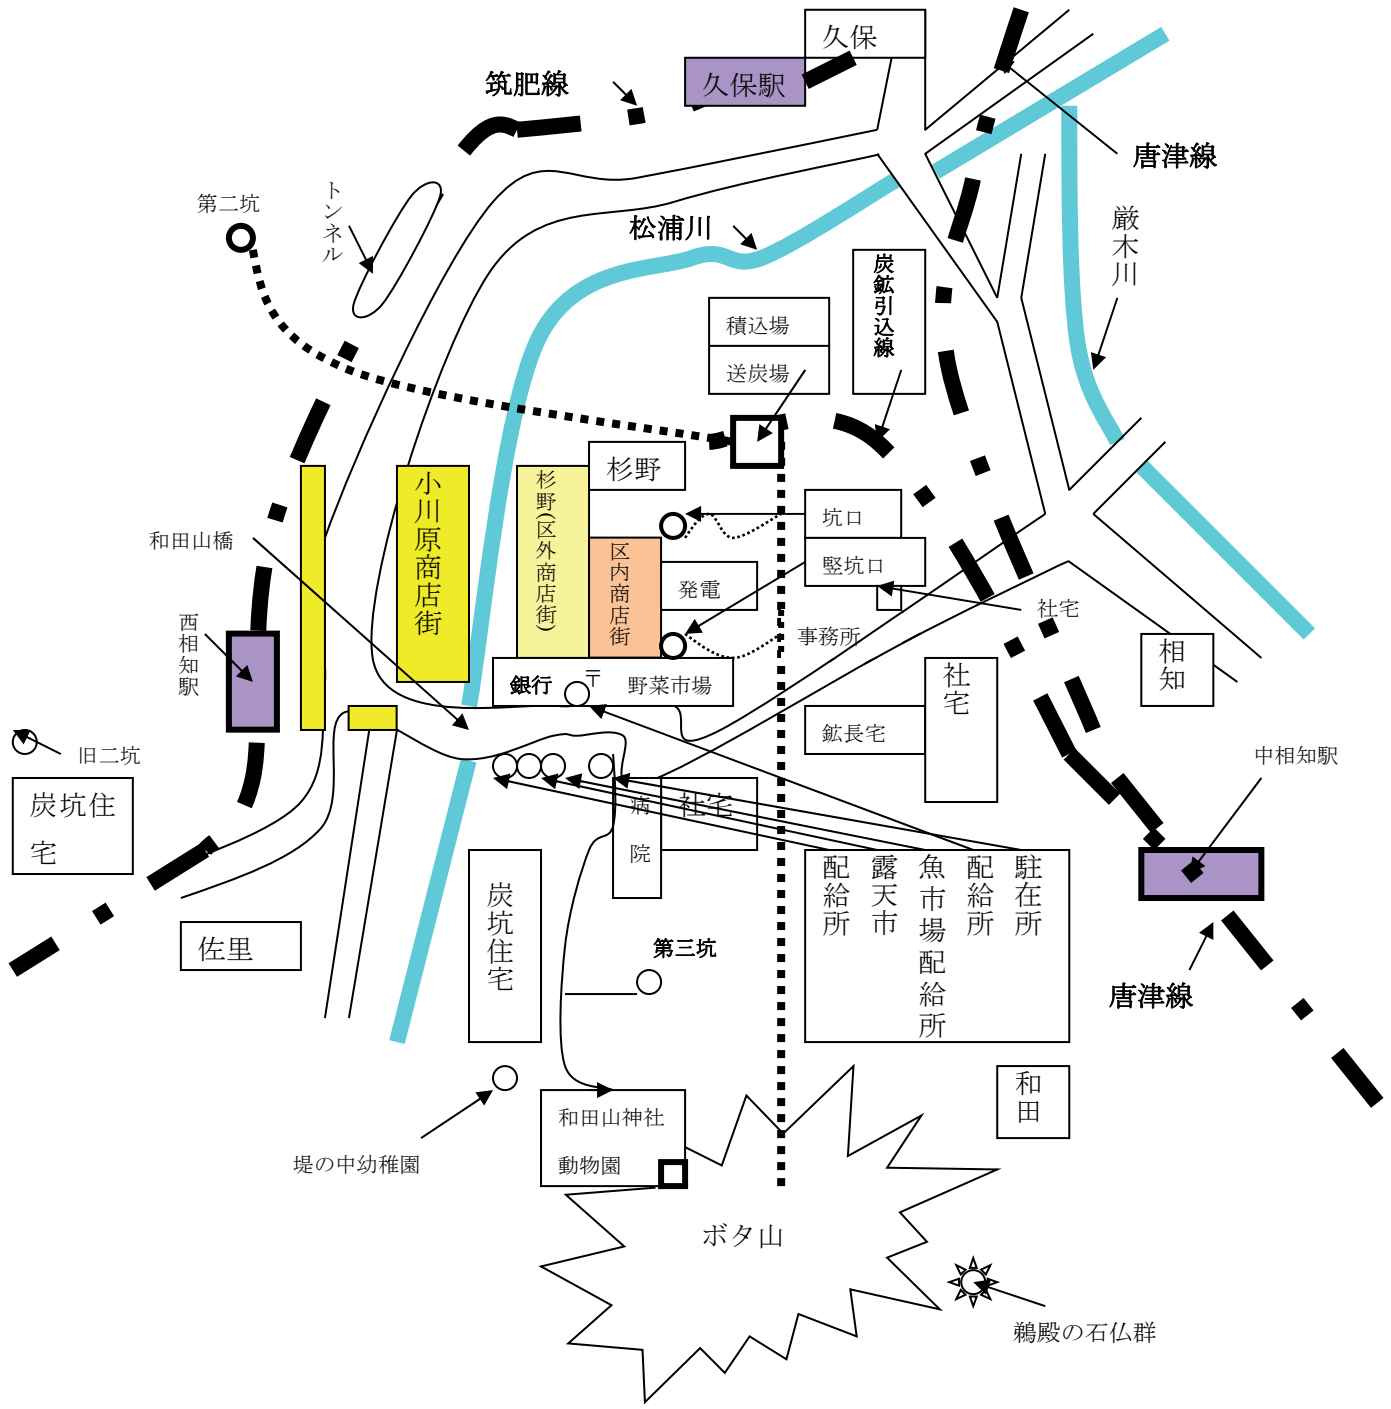 久保
久保駅
筑肥線
唐津線
トンネル
第二坑
松浦川
厳木川
炭鉱引込線
積込場
送炭場
杉野
小川原商店街
杉野(区外商店街)
坑口
和田山橋
区内商店街
竪坑口
発電
社宅
事務所
西相知駅
相知
銀行
〒
野菜市場
社宅
鉱長宅
旧二坑
中相知駅
炭坑住
宅
病
院
社宅
配給所
露天市
魚市場配給所
配給所
駐在所
炭坑住宅
佐里
第三坑
唐津線
和田
和田山神社
動物園
堤の中幼稚園
ボタ山
鵜殿の石仏群